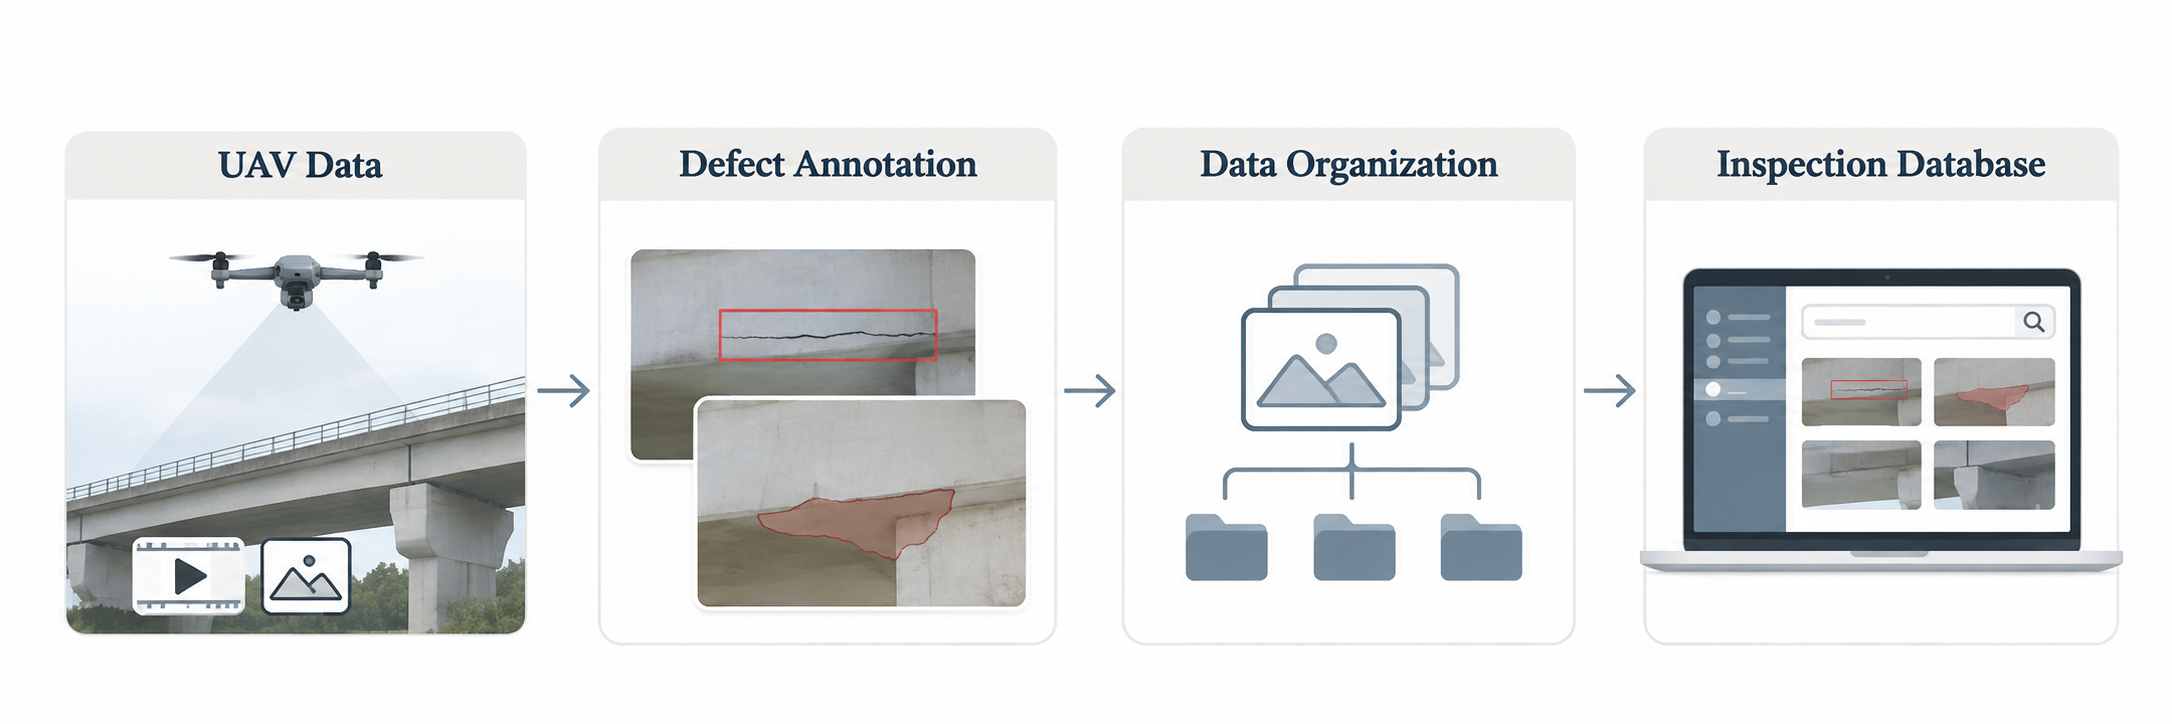 UAV Data
Defect Annotation
Data Organization
Inspection Database